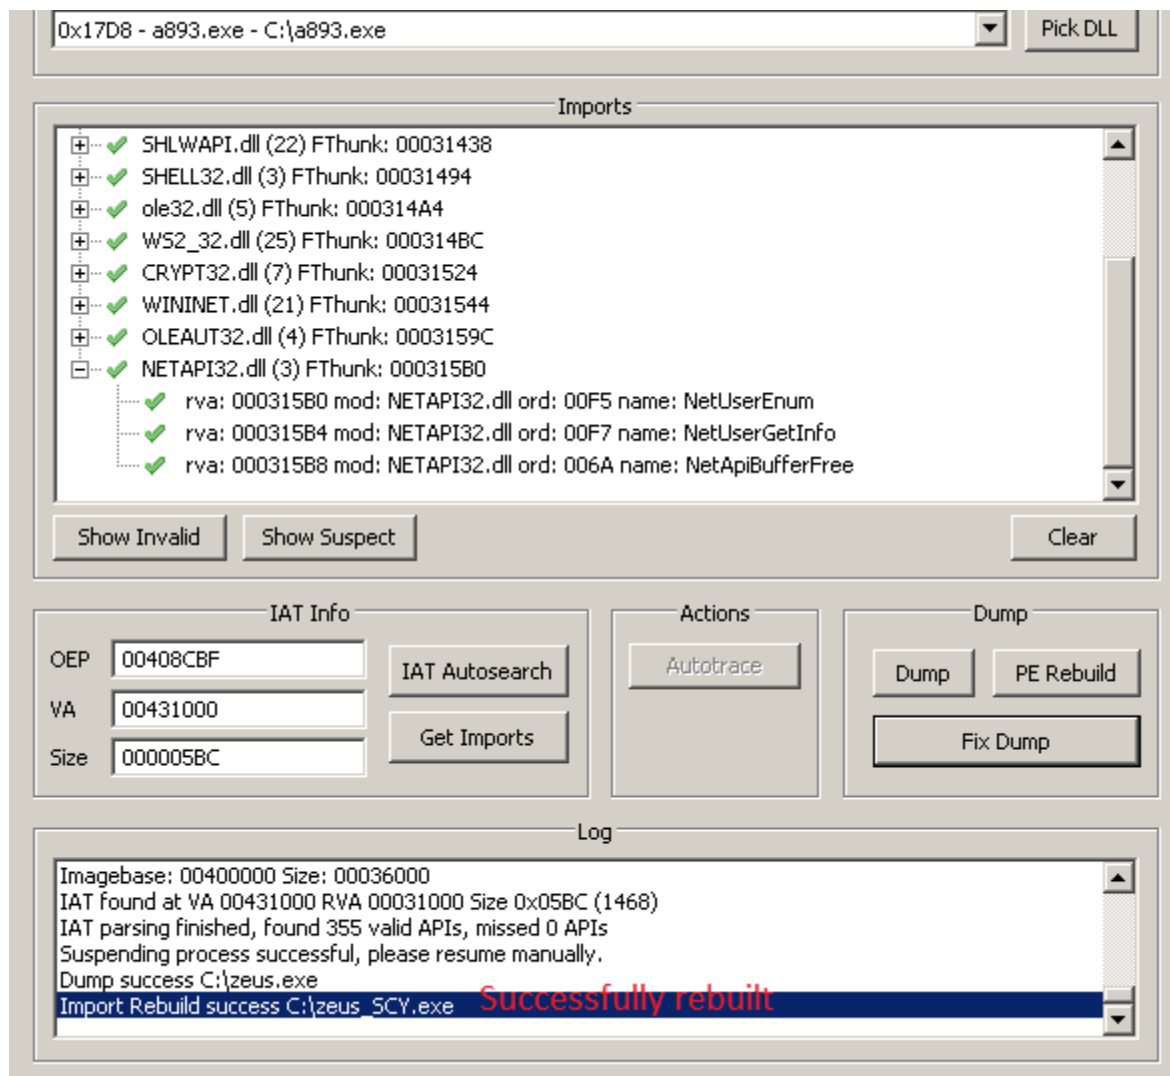 0x17D8 - a893.exe - C:\a893.exe
Pick DLL
Imports
SHLWAPI.dll (22) FThunk: 00031438
SHELL32.dll (3) FThunk: 00031494
ole32.dll (5) FThunk: 000314A4
WS2_32.dll (25) FThunk: 000314BC
CRYPT32.dll (7) FThunk: 00031524
WININET.dll (21) FThunk: 00031544
OLEAUT32.dll (4) FThunk: 0003159C
NETAPI32.dll (3) FThunk: 000315B0
rva: 000315B0 mod: NETAPI32.dll ord: 00F5 name: NetUserEnum
rva: 000315B4 mod: NETAPI32.dll ord: 00F7 name: NetUserGetInfo
rva: 000315B8 mod: NETAPI32.dll ord: 006A name: NetApiBufferFree
Show Invalid
Show Suspect
Clear
IAT Info
OEP 00408CBF
VA 00431000
Size 000005BC
IAT Autosearch
Get Imports
Actions
Autotrace
Dump
Dump
PE Rebuild
Fix Dump
Log
Imagebase: 00400000 Size: 00036000
IAT found at VA 00431000 RVA 00031000 Size 0x05BC (1468)
IAT parsing finished, found 355 valid APIs, missed 0 APIs
Suspending process successful, please resume manually.
Dump success C:\zeus.exe
Import Rebuild success C:\zeus_SCY.exe
Successfully rebuilt